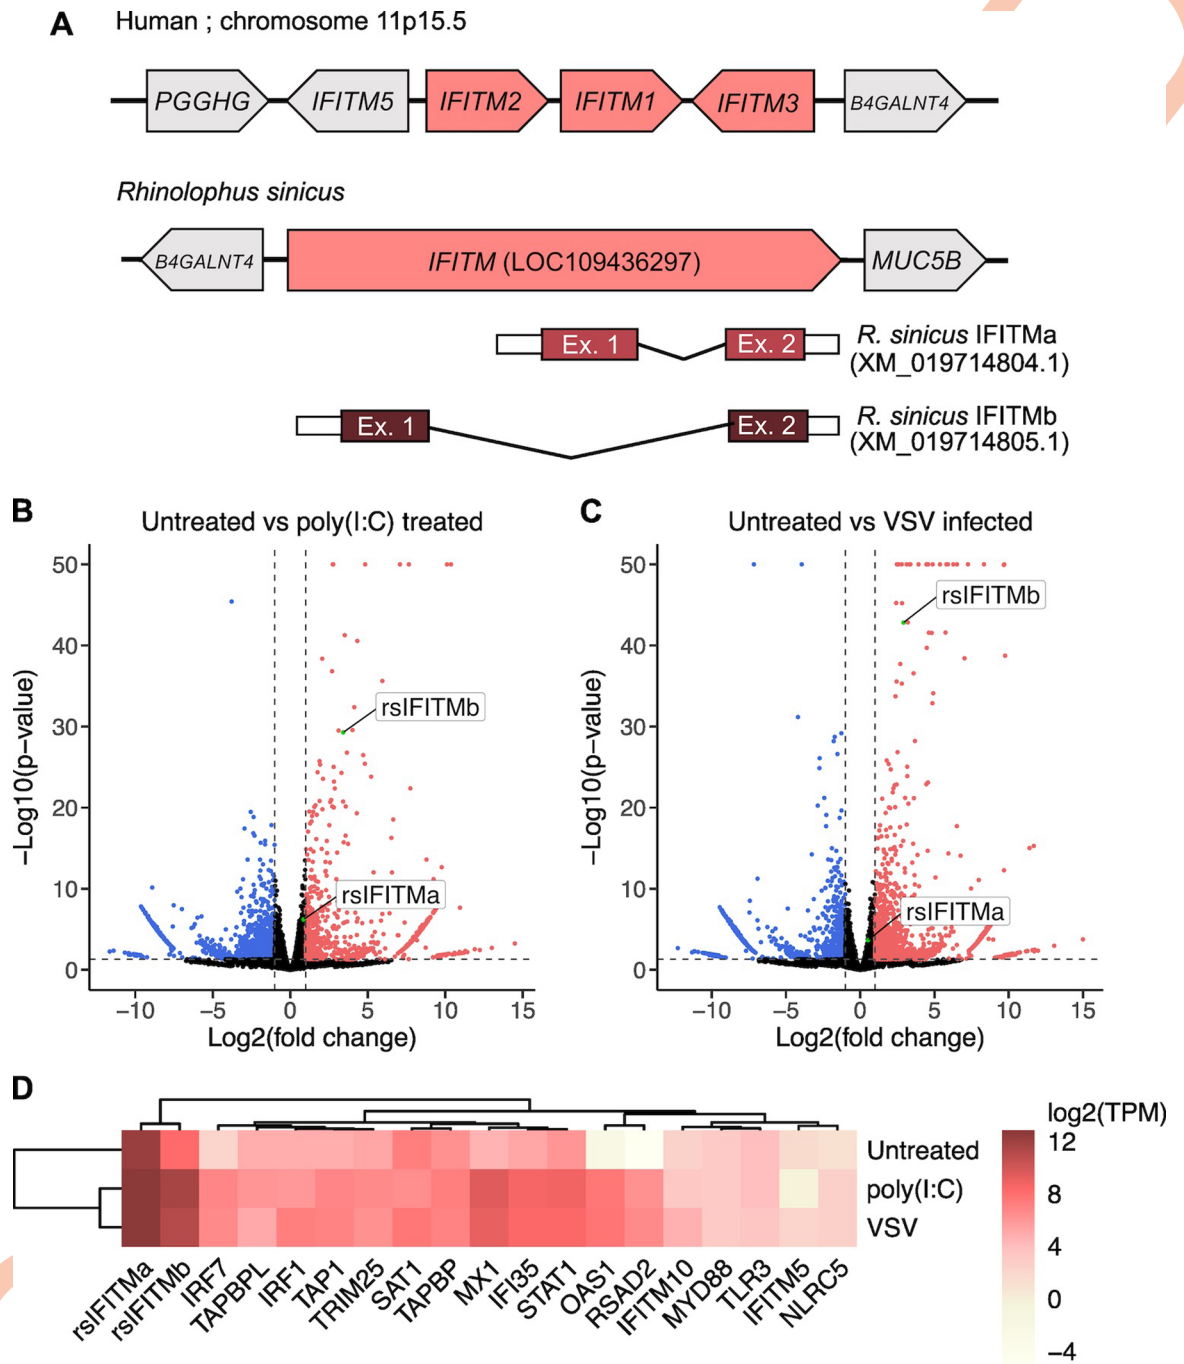 A
Human ; chromosome 11p15.5
PGGHG IFITM5 IFITM2 IFITM1 IFITM3 B4GALNT4
Rhinolophus sinicus
B4GALNT4 IFITM (LOC109436297) MUC5B
Ex. 1 Ex. 2 R. sinicus IFITMa
(XM_019714804.1)
Ex. 1 Ex. 2 R. sinicus IFITMb
(XM_019714805.1)
B
Untreated vs poly(I:C) treated
50
40
30
20
10
0
−Log10(p−value)
rsIFITMb
rsIFITMa
−10 −5 0 5 10 15
Log2(fold change)
C
Untreated vs VSV infected
50
40
30
20
10
0
−Log10(p−value)
rsIFITMb
rsIFITMa
−10 −5 0 5 10 15
Log2(fold change)
D
Untreated
poly(I:C)
VSV
rsIFITMa rsIFITMb IRF7 TAPBPL IRF1 TAP1 TRIM25 SAT1 TAPBP MX1 IFI35 STAT1 OAS1 RSAD2 IFITM10 MYD88 TLR3 IFITM5 NLRC5
log2(TPM)
12
8
4
0
−4